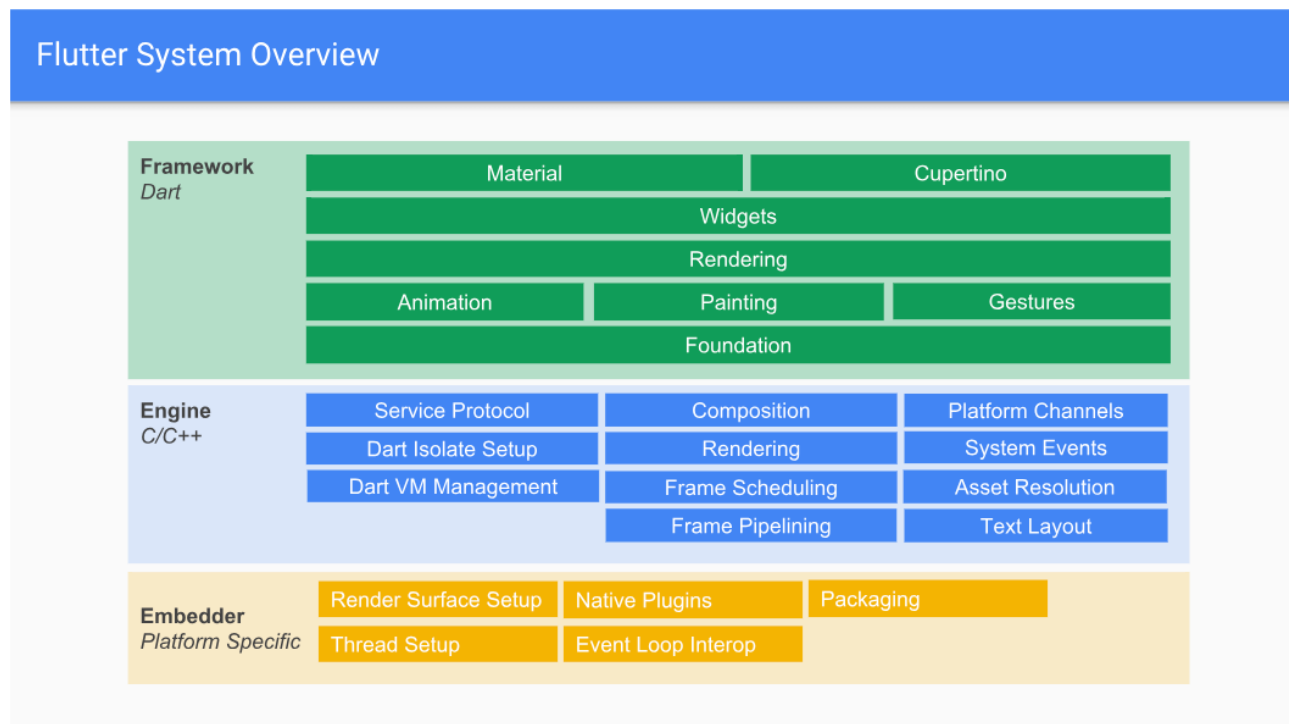 Flutter System Overview
Framework
Dart
Material
Cupertino
Widgets
Rendering
Animation
Painting
Gestures
Foundation
Engine
C/C++
Service Protocol
Composition
Platform Channels
Dart Isolate Setup
Rendering
System Events
Dart VM Management
Frame Scheduling
Asset Resolution
Frame Pipelining
Text Layout
Embedder
Platform Specific
Render Surface Setup
Native Plugins
Packaging
Thread Setup
Event Loop Interop